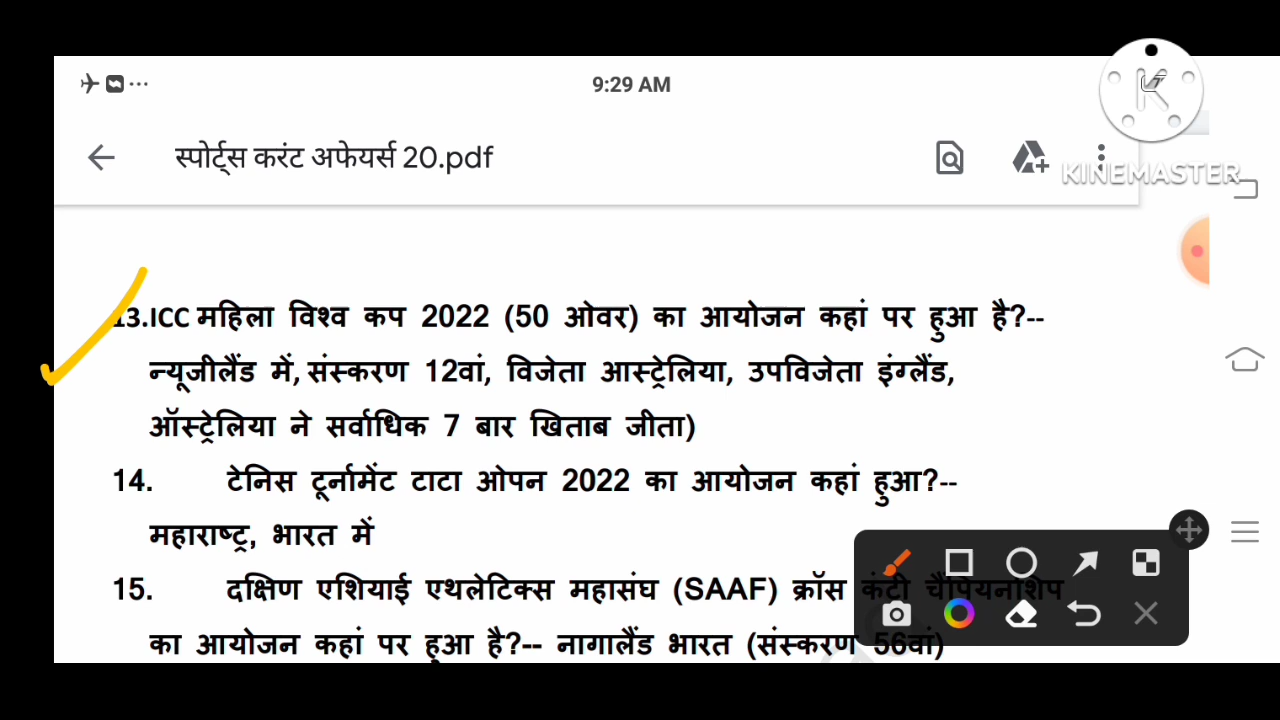 9:29 AM
स्पोर्ट्स करंट अफेयर्स 20.pdf
KINEMASTER
13.ICC महिला विश्व कप 2022 (50 ओवर) का आयोजन कहां पर हुआ है?--
न्यूजीलैंड में, संस्करण 12वां, विजेता आस्ट्रेलिया, उपविजेता इंग्लैंड,
ऑस्ट्रेलिया ने सर्वाधिक 7 बार खिताब जीता)
14. टेनिस टूर्नामेंट टाटा ओपन 2022 का आयोजन कहां हुआ?--
महाराष्ट्र, भारत में
15. दक्षिण एशियाई एथलेटिक्स महासंघ (SAAF) क्रॉस कंटी चैंपियनशिप
का आयोजन कहां पर हुआ है?-- नागालैंड भारत (संस्करण 56वां)